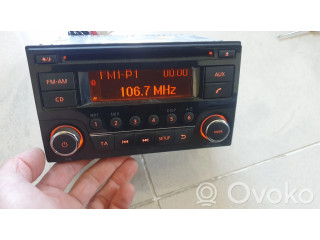 FM1-P1 00:00
FM-AM
106.7 MHz
AUX
CD
1 2 3 4 5 6
TA
SETUP
Ovoko